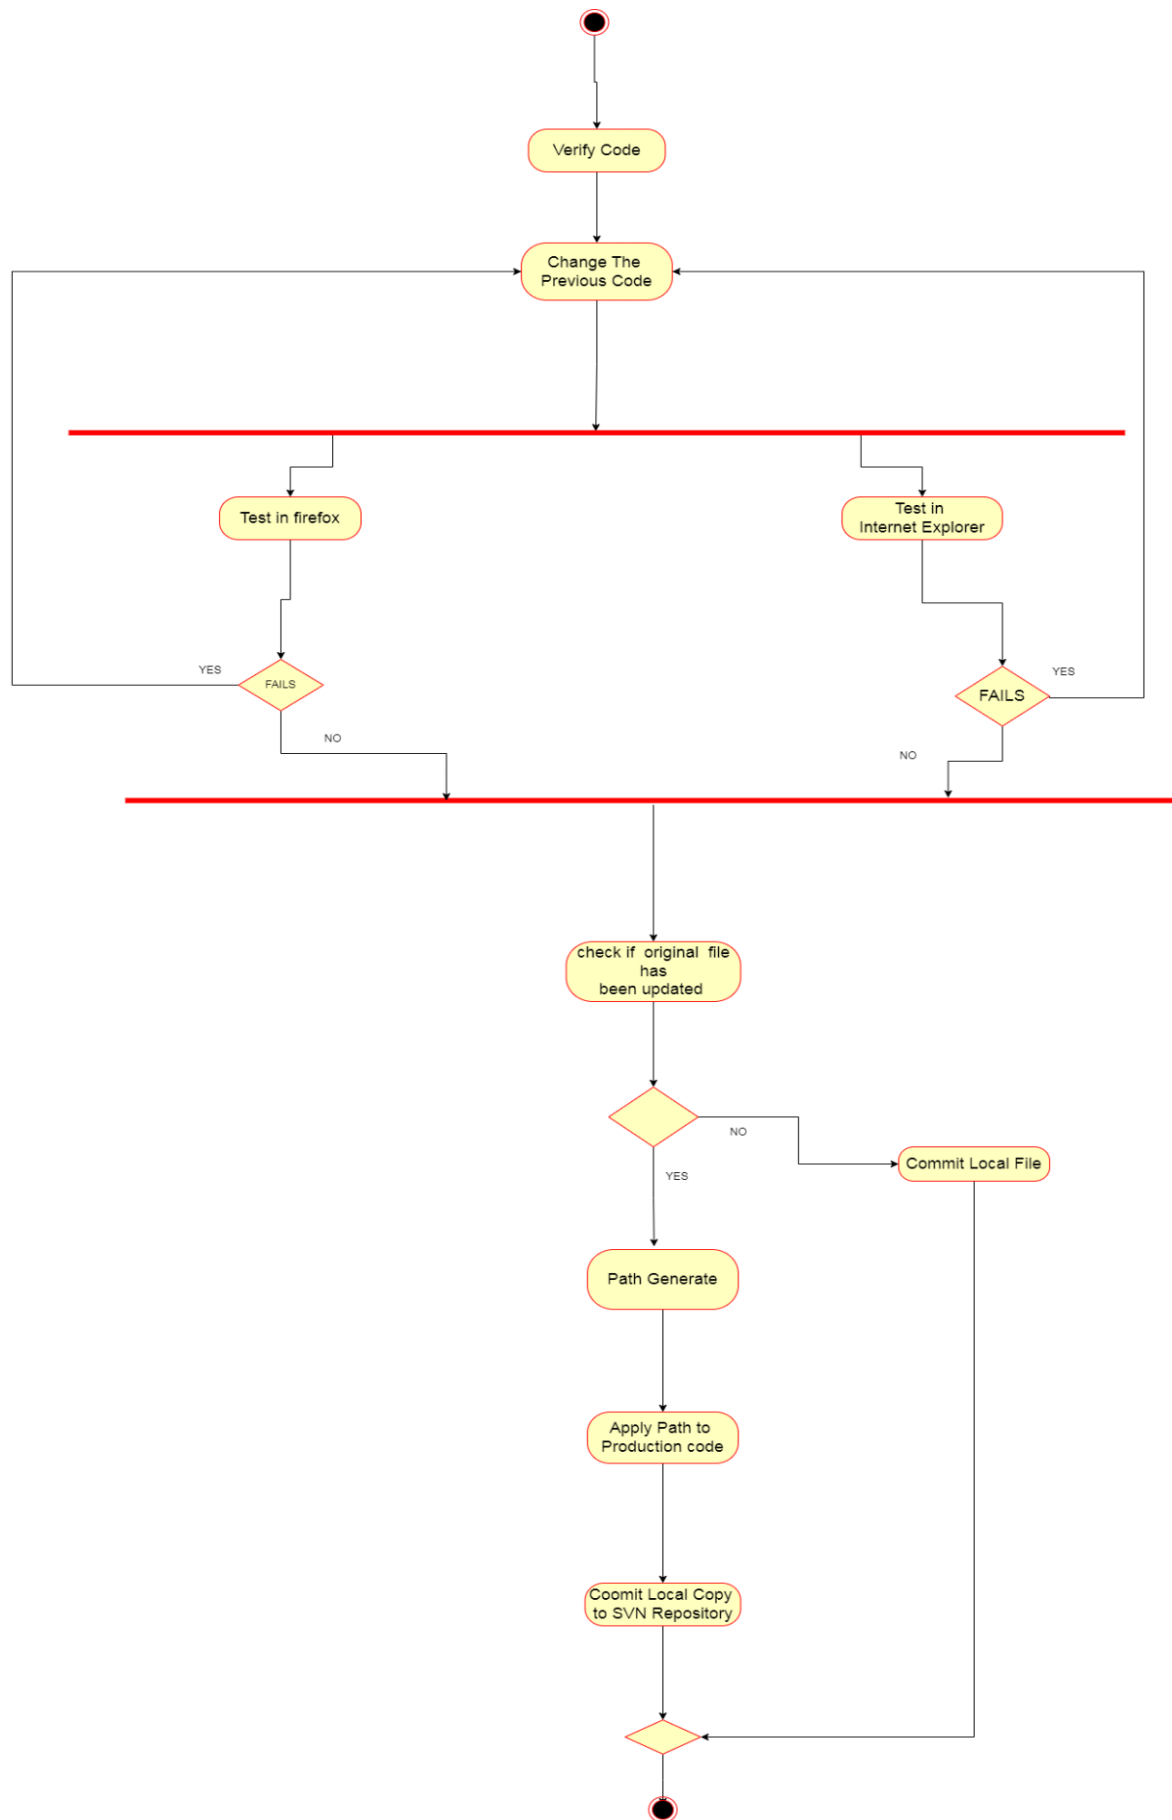 Verify Code
Change The
Previous Code
Test in firefox
Test in
Internet Explorer
YES
FAILS
YES
FAILS
NO
NO
check if original file
has
been updated
NO
YES
Commit Local File
Path Generate
Apply Path to
Production code
Coomit Local Copy
to SVN Repository